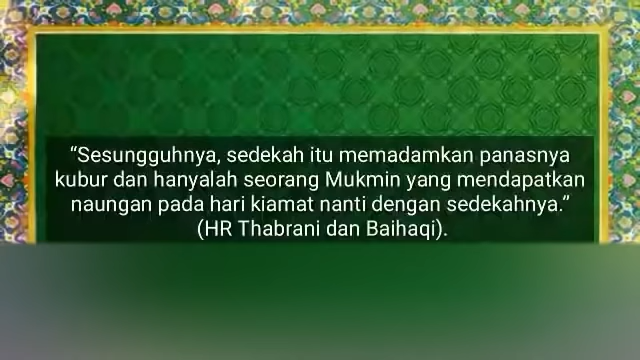 “Sesungguhnya, sedekah itu memadamkan panasnya
kubur dan hanyalah seorang Mukmin yang mendapatkan
naungan pada hari kiamat nanti dengan sedekahnya.”
(HR Thabrani dan Baihaqi).